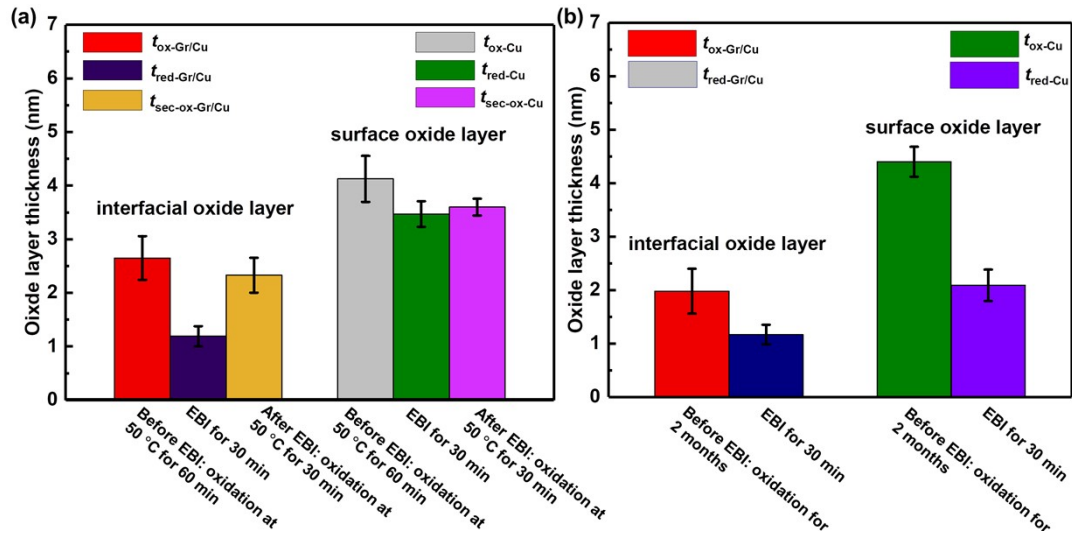 (a)
Oixde layer thickness (nm)
7
6
5
4
3
2
1
0
tox-Gr/Cu
tred-Gr/Cu
tsec-ox-Gr/Cu
tox-Cu
tred-Cu
tsec-ox-Cu
surface oxide layer
interfacial oxide layer
Before EBI: oxidation at
50 °C for 60 min
EBI for 30 min
After EBI: oxidation at
50 °C for 30 min
Before EBI: oxidation at
50 °C for 60 min
EBI for 30 min
After EBI: oxidation at
50 °C for 30 min
(b)
Oxide layer thickness (nm)
7
6
5
4
3
2
1
0
tox-Gr/Cu
tred-Gr/Cu
tox-Cu
tred-Cu
surface oxide layer
interfacial oxide layer
Before EBI: oxidation for
2 months
EBI for 30 min
Before EBI: oxidation for
2 months
EBI for 30 min